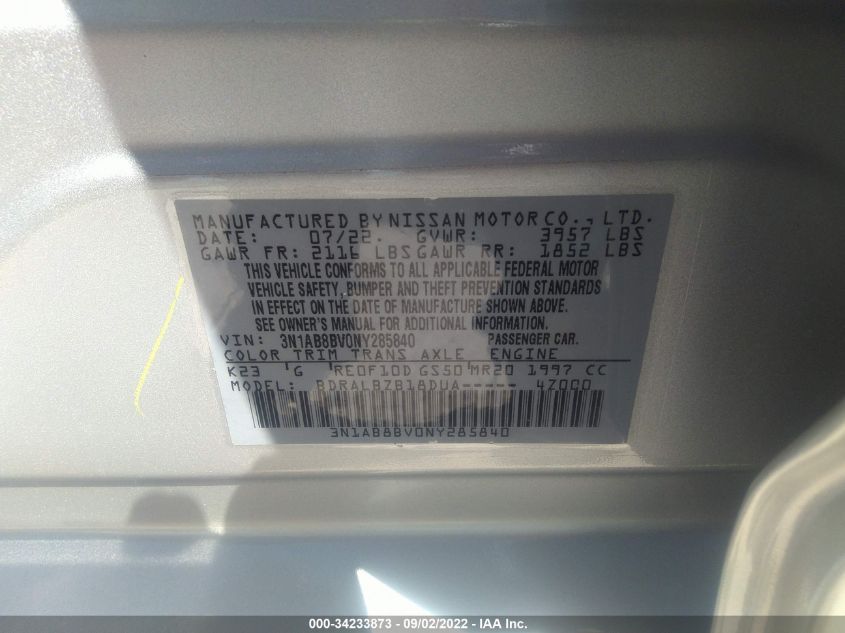 MANUFACTURED BY NISSAN MOTOR CO., LTD.
DATE: 07/22. GVWR: 3957 LBS
GAWR FR: 2116 LBS GAWR RR: 1852 LBS
THIS VEHICLE CONFORMS TO ALL APPLICABLE FEDERAL MOTOR
VEHICLE SAFETY, BUMPER AND THEFT PREVENTION STANDARDS
IN EFFECT ON THE DATE OF MANUFACTURE SHOWN ABOVE.
SEE OWNER'S MANUAL FOR ADDITIONAL INFORMATION.
VIN: 3N1AB8BV0NY285840 PASSENGER CAR.
COLOR TRIM TRANS AXLE ENGINE
K23 G RE0F10D GS50 MR20 1997 CC
MODEL: BDRALBZB18DUA----- 4Z000
3N1AB8BV0NY285840
000-34233873 - 09/02/2022 - IAA Inc.